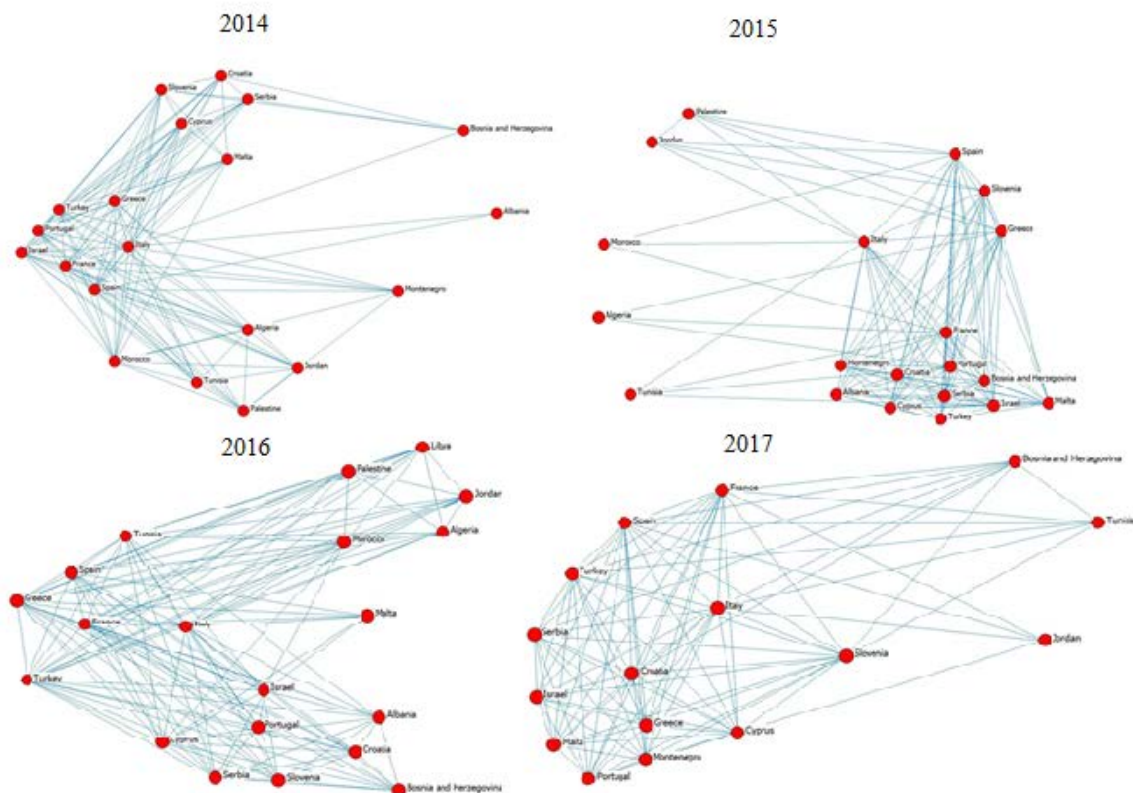 2014
Croatia
Slovenia
Serbia
Cyprus
Bosnia and Herzegovina
Malta
Greece
Turkey
Albania
Portugal
Italy
Israel
France
Spain
Montenegro
Algeria
Morocco
Jordan
Tunisia
Palestine
2015
Palestine
Jordan
Spain
Slovenia
Greece
Morocco
Italy
Algeria
France
Montenegro
Portugal
Croatia
Bosnia and Herzegovina
Tunisia
Albania
Serbia
Cyprus
Israel
Malta
Turkey
2016
Libya
Palestine
Jordan
Algeria
Tunisia
Morocco
Spain
Greece
Malta
France
Italy
Turkey
Israel
Albania
Portugal
Cyprus
Croatia
Serbia
Slovenia
Bosnia and Herzegovina
2017
Bosnia and Herzegovina
France
Spain
Tunisia
Turkey
Italy
Serbia
Jordan
Slovenia
Croatia
Israel
Greece
Cyprus
Malta
Montenegro
Portugal